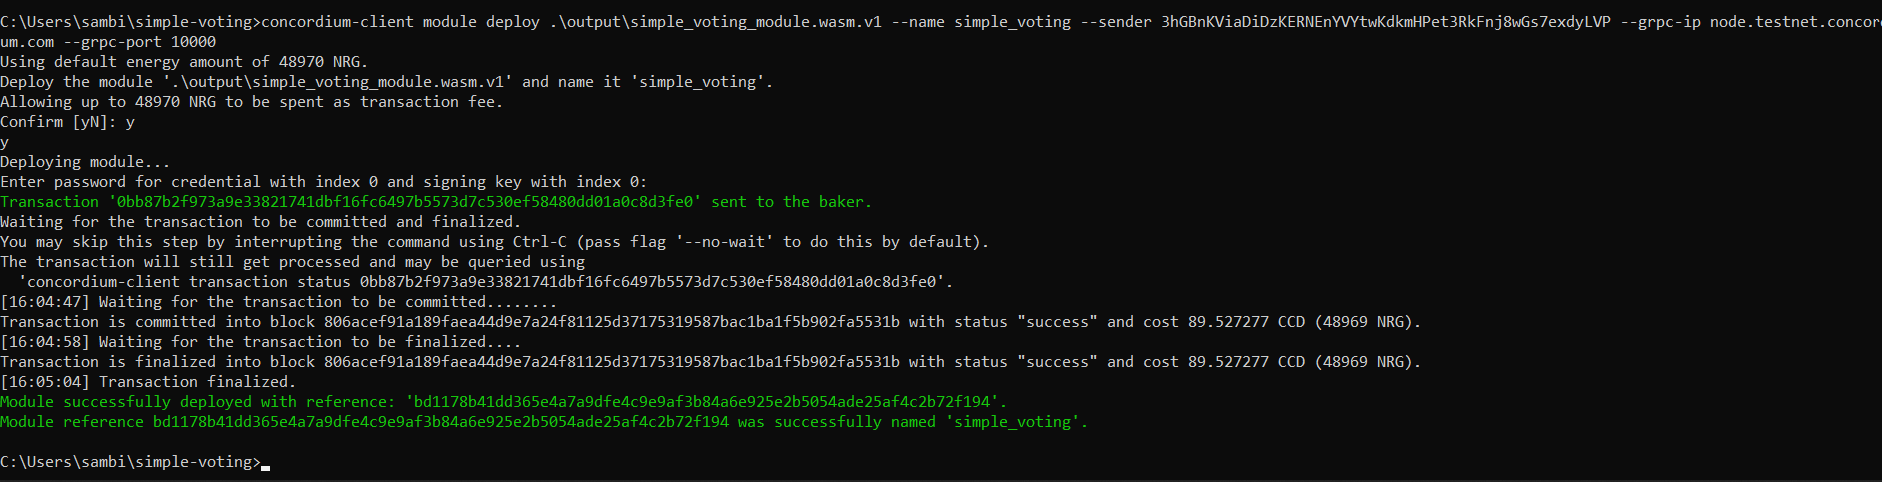 C:\Users\sambi\simple-voting>concordium-client module deploy .\output\simple_voting_module.wasm.v1 --name simple_voting --sender 3hGBnKViaDiDzKERNEnYVYtwKdkmHPet3RkFnj8wGs7exdyLVP --grpc-ip node.testnet.concor
um.com --grpc-port 10000
Using default energy amount of 48970 NRG.
Deploy the module '.\output\simple_voting_module.wasm.v1' and name it 'simple_voting'.
Allowing up to 48970 NRG to be spent as transaction fee.
Confirm [yN]: y
y
Deploying module...
Enter password for credential with index 0 and signing key with index 0:
Transaction '0bb87b2f973a9e33821741dbf16fc6497b5573d7c530ef58480dd01a0c8d3fe0' sent to the baker.
Waiting for the transaction to be committed and finalized.
You may skip this step by interrupting the command using Ctrl-C (pass flag '--no-wait' to do this by default).
The transaction will still get processed and may be queried using
  'concordium-client transaction status 0bb87b2f973a9e33821741dbf16fc6497b5573d7c530ef58480dd01a0c8d3fe0'.
[16:04:47] Waiting for the transaction to be committed........
Transaction is committed into block 806acef91a189faea44d9e7a24f81125d37175319587bac1ba1f5b902fa5531b with status "success" and cost 89.527277 CCD (48969 NRG).
[16:04:58] Waiting for the transaction to be finalized....
Transaction is finalized into block 806acef91a189faea44d9e7a24f81125d37175319587bac1ba1f5b902fa5531b with status "success" and cost 89.527277 CCD (48969 NRG).
[16:05:04] Transaction finalized.
Module successfully deployed with reference: 'bd1178b41dd365e4a7a9dfe4c9e9af3b84a6e925e2b5054ade25af4c2b72f194'.
Module reference bd1178b41dd365e4a7a9dfe4c9e9af3b84a6e925e2b5054ade25af4c2b72f194 was successfully named 'simple_voting'.
C:\Users\sambi\simple-voting>